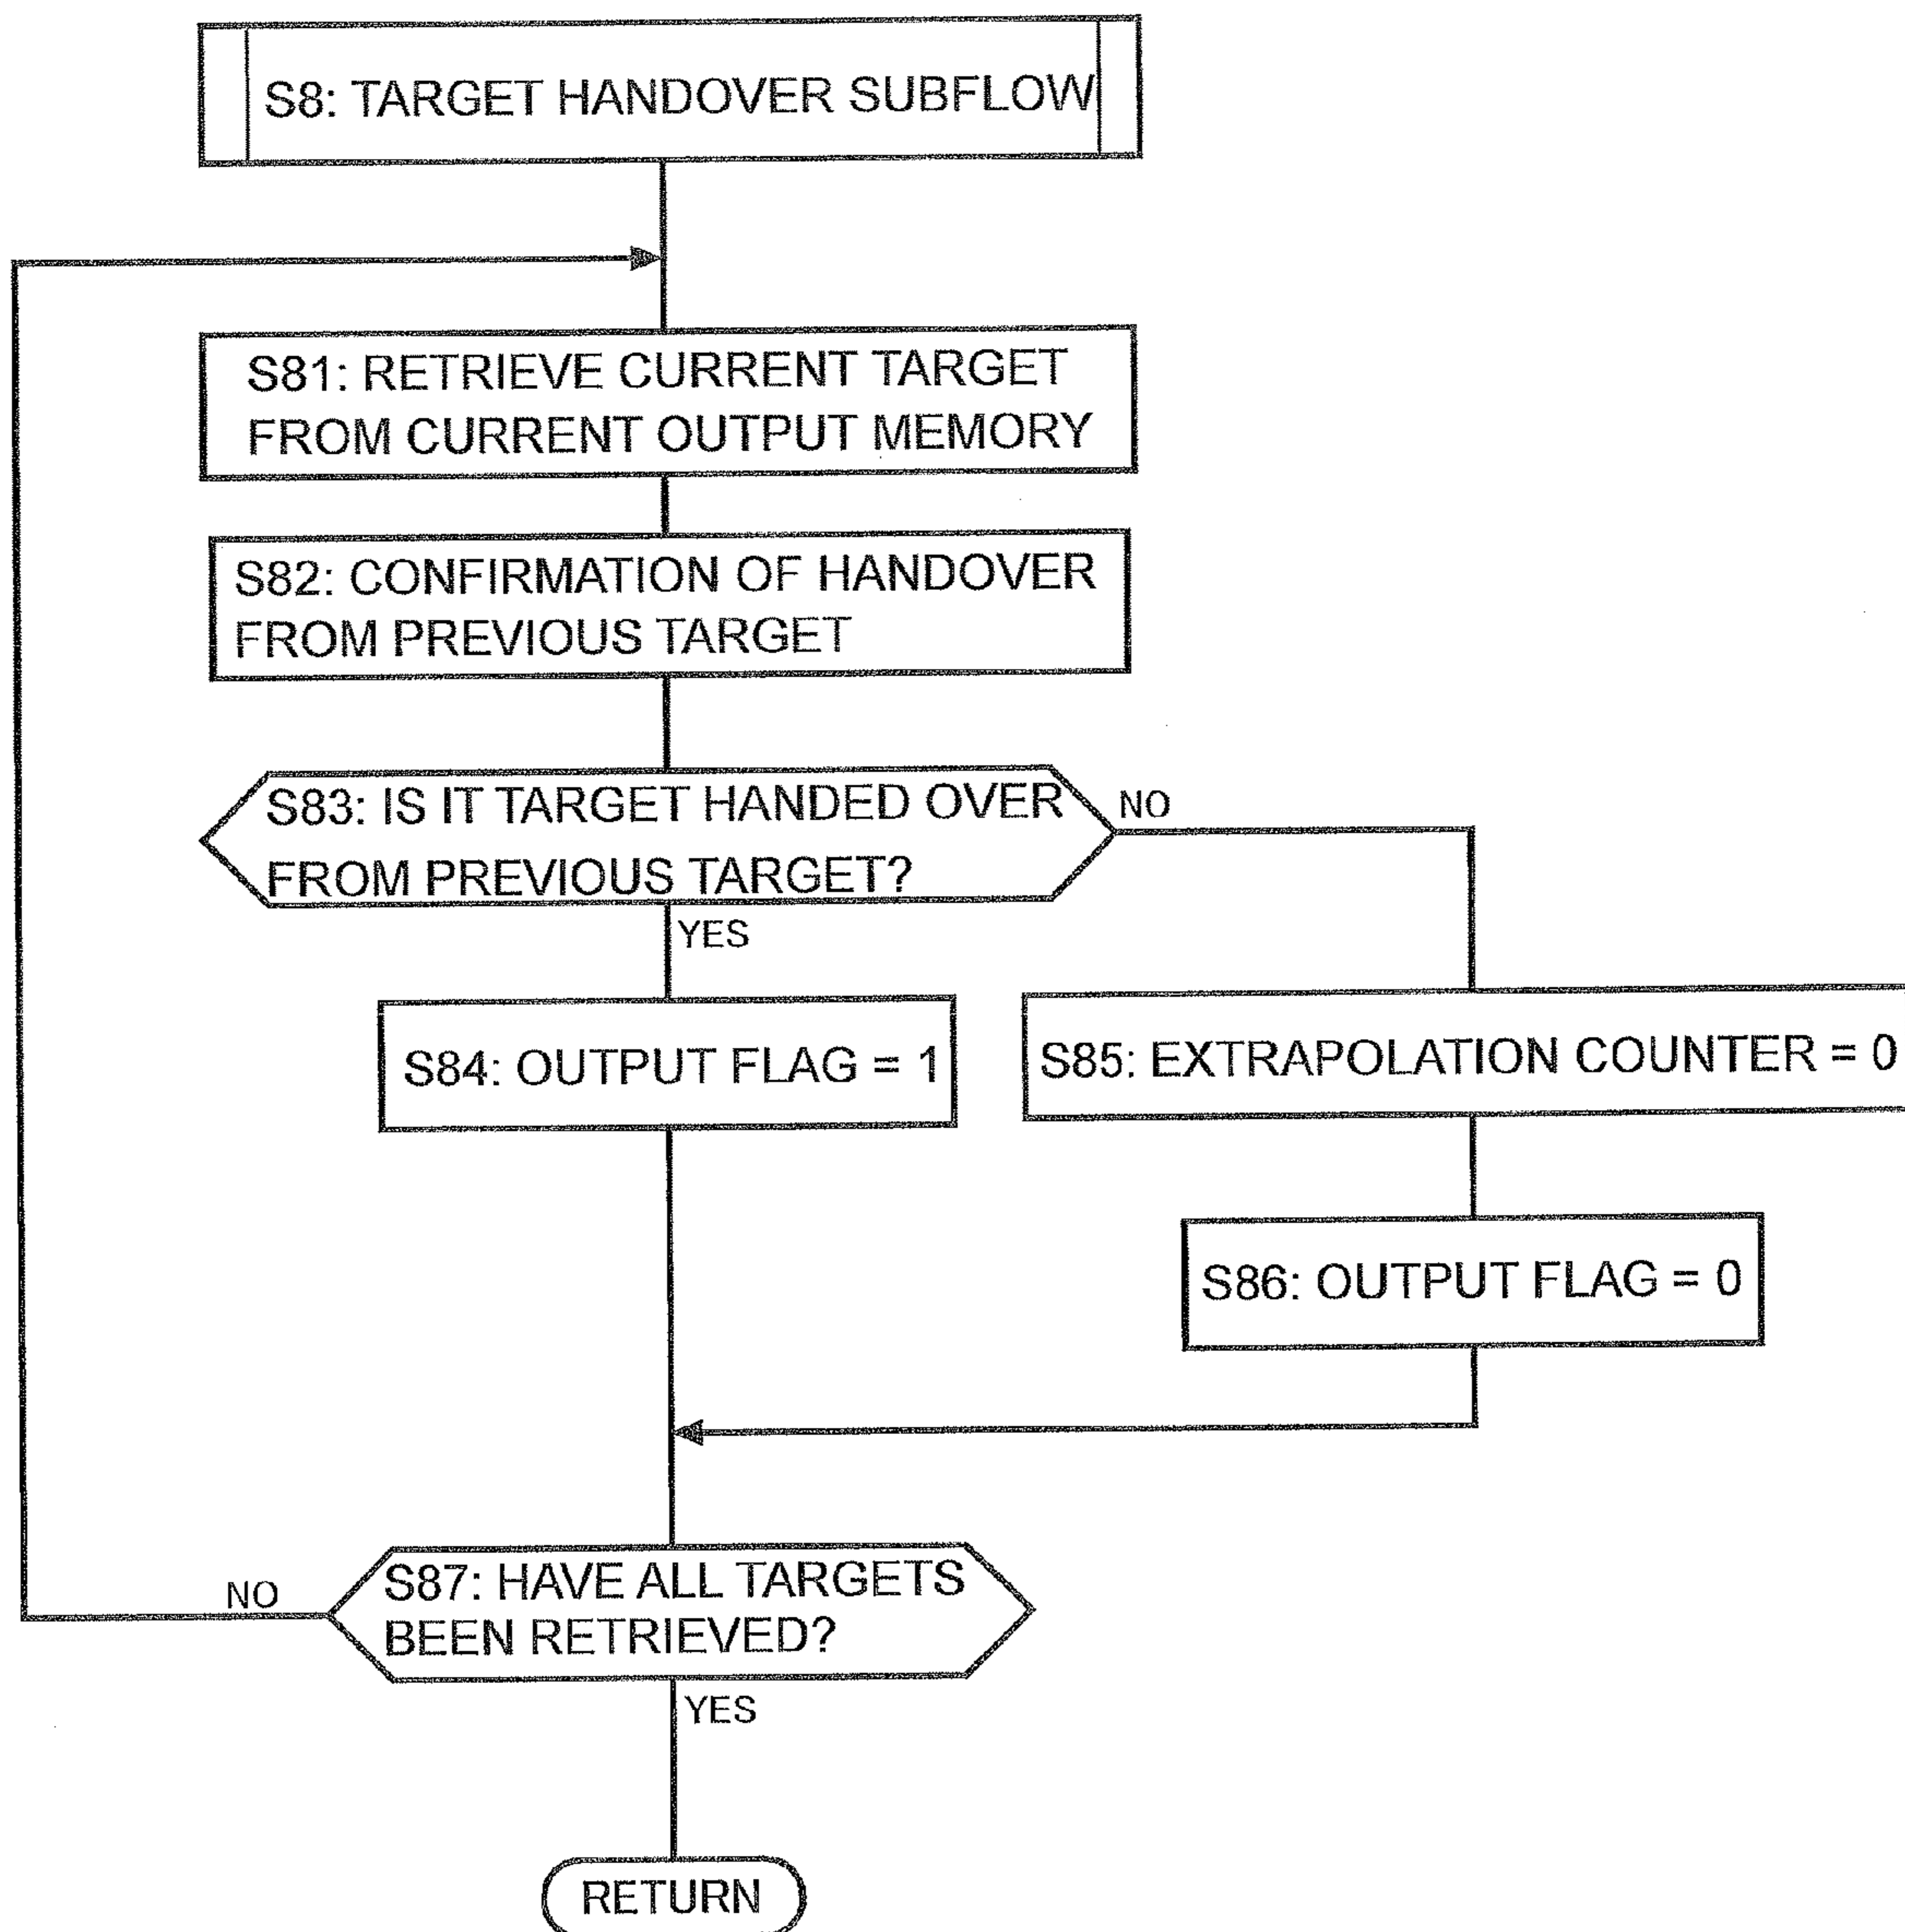 S8: TARGET HANDOVER SUBFLOW
S81: RETRIEVE CURRENT TARGET
FROM CURRENT OUTPUT MEMORY
S82: CONFIRMATION OF HANDOVER
FROM PREVIOUS TARGET
S83: IS IT TARGET HANDED OVER
FROM PREVIOUS TARGET?
NO
YES
S84: OUTPUT FLAG = 1
S85: EXTRAPOLATION COUNTER = 0
S86: OUTPUT FLAG = 0
S87: HAVE ALL TARGETS
BEEN RETRIEVED?
NO
YES
RETURN